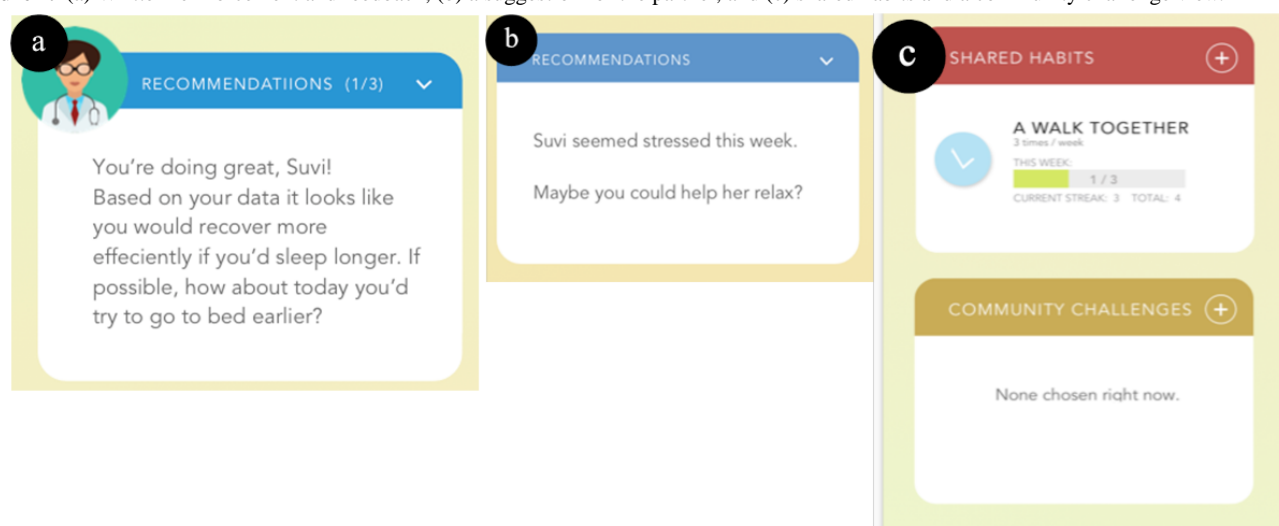 a
RECOMMENDATIIONS (1/3)
You're doing great, Suvi!
Based on your data it looks like
you would recover more
effeciently if you'd sleep longer. If
possible, how about today you'd
try to go to bed earlier?
b
RECOMMENDATIONS
Suvi seemed stressed this week.
Maybe you could help her relax?
c
SHARED HABITS
A WALK TOGETHER
3 times / week
THIS WEEK:
1 / 3
CURRENT STREAK: 3 TOTAL: 4
COMMUNITY CHALLENGES
None chosen right now.